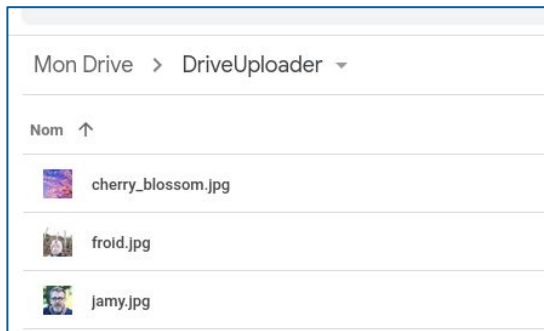 Mon Drive > DriveUploader
Nom ↑
cherry_blossom.jpg
froid.jpg
jamy.jpg